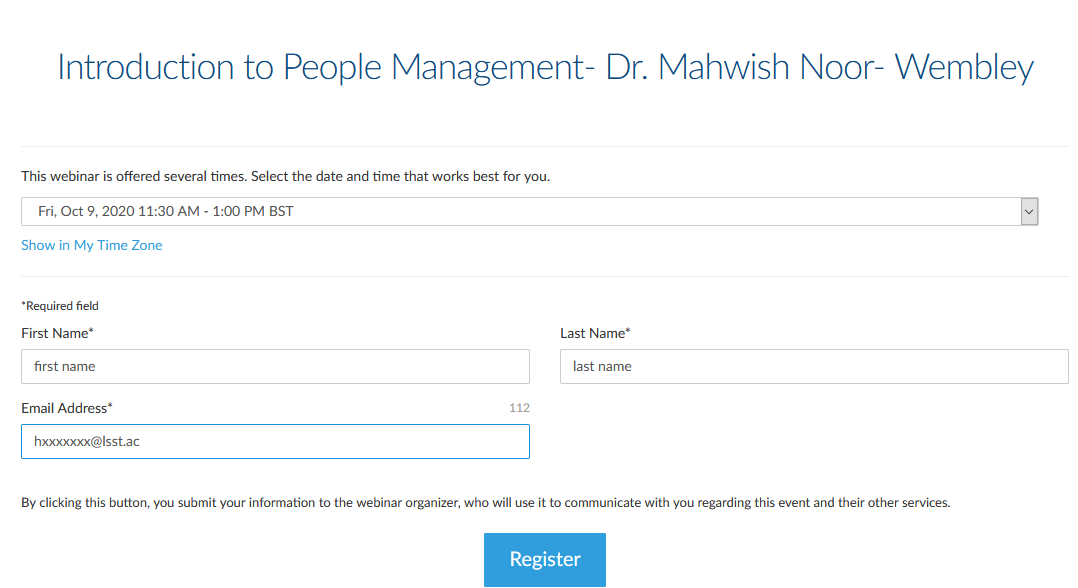 Introduction to People Management- Dr. Mahwish Noor- Wembley
This webinar is offered several times. Select the date and time that works best for you.
Fri, Oct 9, 2020 11:30 AM - 1:00 PM BST
Show in My Time Zone
*Required field
First Name*
Last Name*
first name
last name
Email Address*
112
hxxxxxxx@lsst.ac
By clicking this button, you submit your information to the webinar organizer, who will use it to communicate with you regarding this event and their other services.
Register